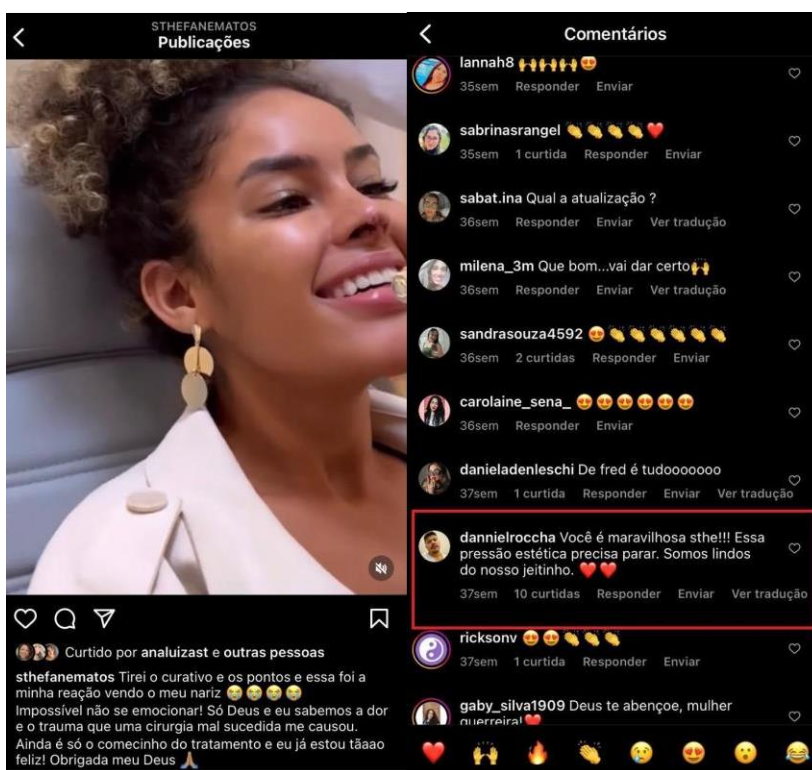 STHEFANEMATOS
Publicações
Curtido por analuizast e outras pessoas
sthefanematos Tirei o curativo e os pontos e essa foi a
minha reação vendo o meu nariz 😭😭😭😭
Impossível não se emocionar! Só Deus e eu sabemos a dor
e o trauma que uma cirurgia mal sucedida me causou.
Ainda é só o comecinho do tratamento e eu já estou tãaao
feliz! Obrigada meu Deus 🙏🏽
Comentários
lannah8 🙌🙌🙌🙌😍
35sem Responder Enviar
sabrinasrangel 👏👏👏👏❤️
35sem 1 curtida Responder Enviar
sabat.ina Qual a atualização ?
36sem Responder Enviar Ver tradução
milena_3m Que bom...vai dar certo🙌
36sem Responder Enviar Ver tradução
sandrasouza4592 😍👏👏👏👏👏👏
36sem 2 curtidas Responder Enviar
carolaine_sena_ 😍😍😍😍😍😍
36sem Responder Enviar
danieladenleschi De fred é tudooooooo
37sem 1 curtida Responder Enviar Ver tradução
dannielroccha Você é maravilhosa sthe!!! Essa
pressão estética precisa parar. Somos lindos
do nosso jeitinho. ❤️❤️
37sem 10 curtidas Responder Enviar Ver tradução
ricksonv 😍😍👏👏👏
37sem 1 curtida Responder Enviar
gaby_silva1909 Deus te abençoe, mulher
guerreira!❤️